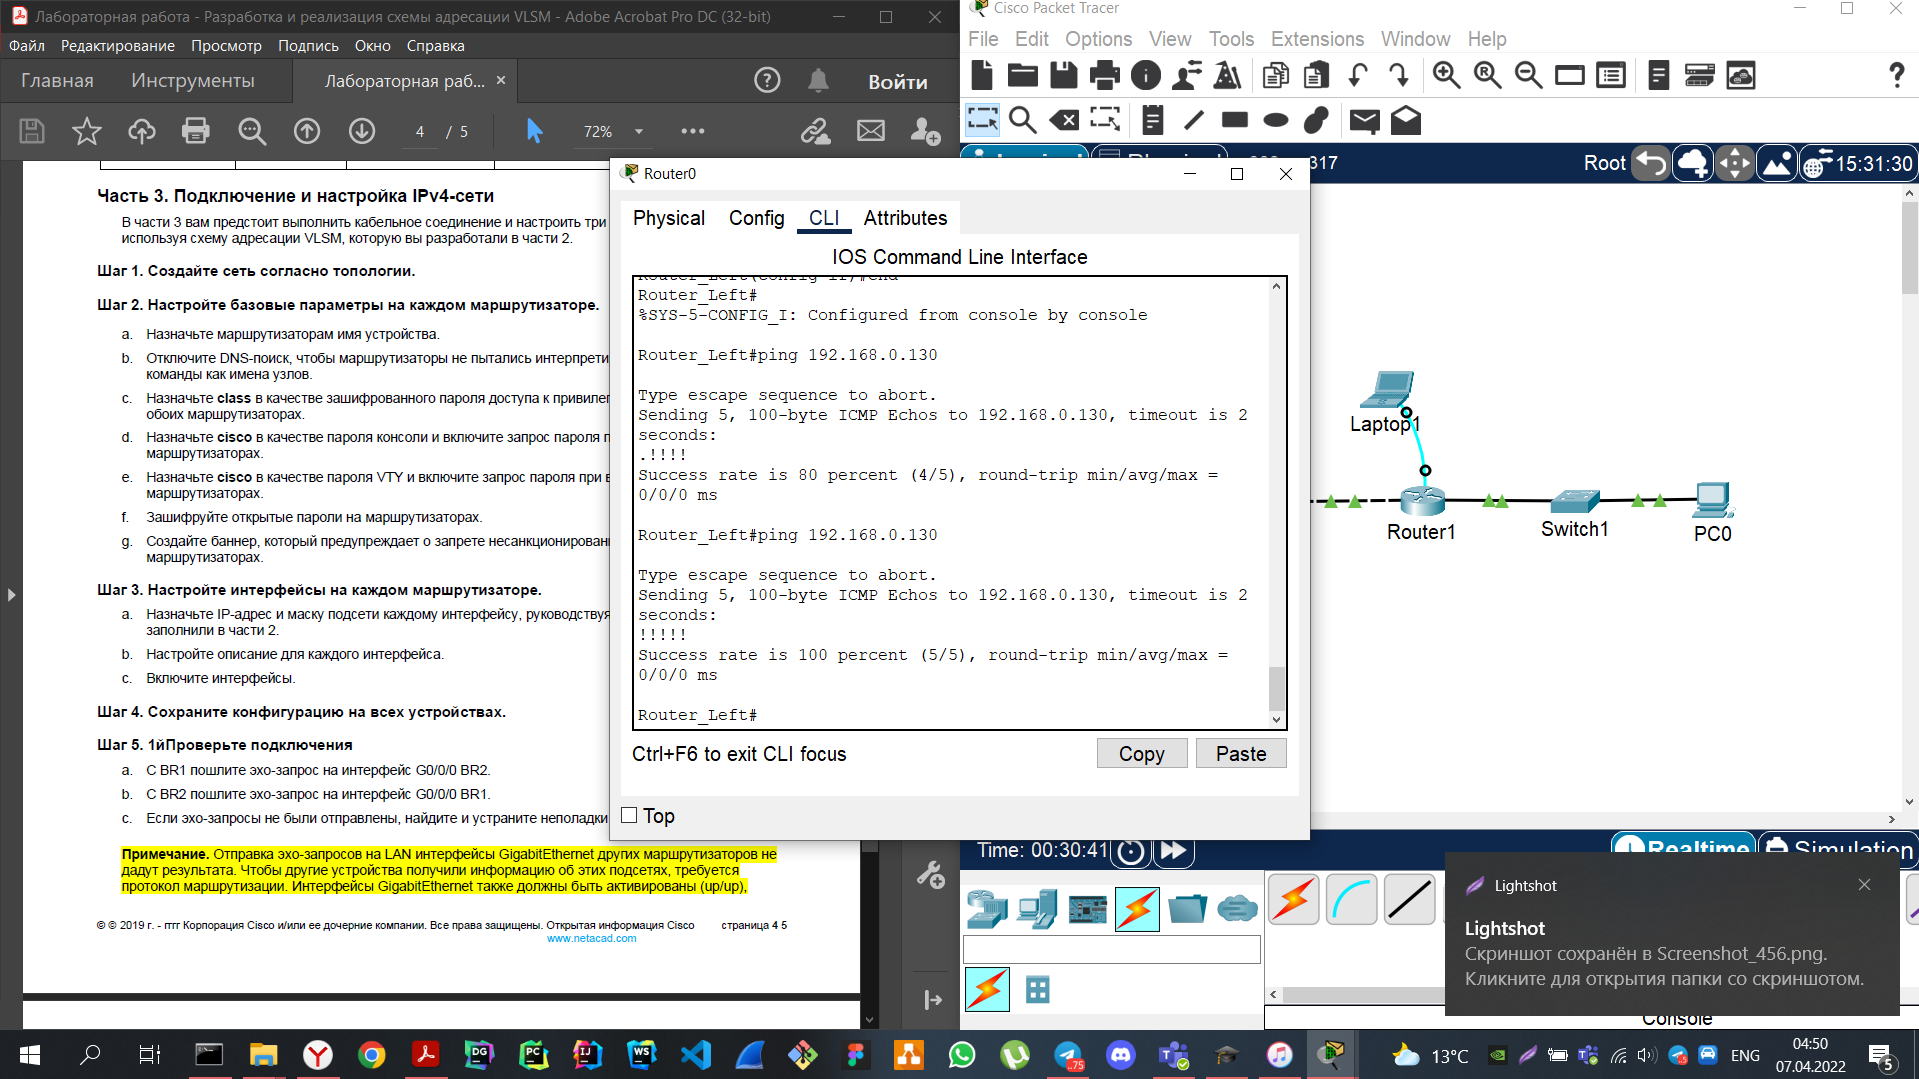 Лабораторная работа - Разработка и реализация схемы адресации VLSM - Adobe Acrobat Pro DC (32-bit)
Файл Редактирование Просмотр Подпись Окно Справка
Главная Инструменты Лабораторная раб... × Войти
4 / 5 72%
Часть 3. Подключение и настройка IPv4-сети
В части 3 вам предстоит выполнить кабельное соединение и настроить три
используя схему адресации VLSM, которую вы разработали в части 2.
Шаг 1. Создайте сеть согласно топологии.
Шаг 2. Настройте базовые параметры на каждом маршрутизаторе.
a. Назначьте маршрутизаторам имя устройства.
b. Отключите DNS-поиск, чтобы маршрутизаторы не пытались интерпрети
команды как имена узлов.
c. Назначьте class в качестве зашифрованного пароля доступа к привилег
обоих маршрутизаторах.
d. Назначьте cisco в качестве пароля консоли и включите запрос пароля п
маршрутизаторах.
e. Назначьте cisco в качестве пароля VTY и включите запрос пароля при в
маршрутизаторах.
f. Зашифруйте открытые пароли на маршрутизаторах.
g. Создайте баннер, который предупреждает о запрете несанкционирован
маршрутизаторах.
Шаг 3. Настройте интерфейсы на каждом маршрутизаторе.
a. Назначьте IP-адрес и маску подсети каждому интерфейсу, руководствуя
заполнили в части 2.
b. Настройте описание для каждого интерфейса.
c. Включите интерфейсы.
Шаг 4. Сохраните конфигурацию на всех устройствах.
Шаг 5. 1йПроверьте подключения
a. С BR1 пошлите эхо-запрос на интерфейс G0/0/0 BR2.
b. С BR2 пошлите эхо-запрос на интерфейс G0/0/0 BR1.
c. Если эхо-запросы не были отправлены, найдите и устраните неполадки
Примечание. Отправка эхо-запросов на LAN интерфейсы GigabitEthernet других маршрутизаторов не
дадут результата. Чтобы другие устройства получили информацию об этих подсетях, требуется
протокол маршрутизации. Интерфейсы GigabitEthernet также должны быть активированы (up/up),
© © 2019 г. - гггг Корпорация Cisco и/или ее дочерние компании. Все права защищены. Открытая информация Cisco страница 4 5
www.netacad.com
Router0
Physical Config CLI Attributes
IOS Command Line Interface
Router_Left(config-if)#end
Router_Left#
%SYS-5-CONFIG_I: Configured from console by console
Router_Left#ping 192.168.0.130
Type escape sequence to abort.
Sending 5, 100-byte ICMP Echos to 192.168.0.130, timeout is 2
seconds:
.!!!!
Success rate is 80 percent (4/5), round-trip min/avg/max =
0/0/0 ms
Router_Left#ping 192.168.0.130
Type escape sequence to abort.
Sending 5, 100-byte ICMP Echos to 192.168.0.130, timeout is 2
seconds:
!!!!!
Success rate is 100 percent (5/5), round-trip min/avg/max =
0/0/0 ms
Router_Left#
Ctrl+F6 to exit CLI focus Copy Paste
Top
Cisco Packet Tracer
File Edit Options View Tools Extensions Window Help
317 Root 15:31:30
Laptop1
Router1
Switch1
PC0
Time: 00:30:41
Realtime Simulation
Lightshot
Lightshot
Скриншот сохранён в Screenshot_456.png.
Кликните для открытия папки со скриншотом.
Console
DG PC IJ WS
..75
13°C ENG
04:50
07.04.2022
5